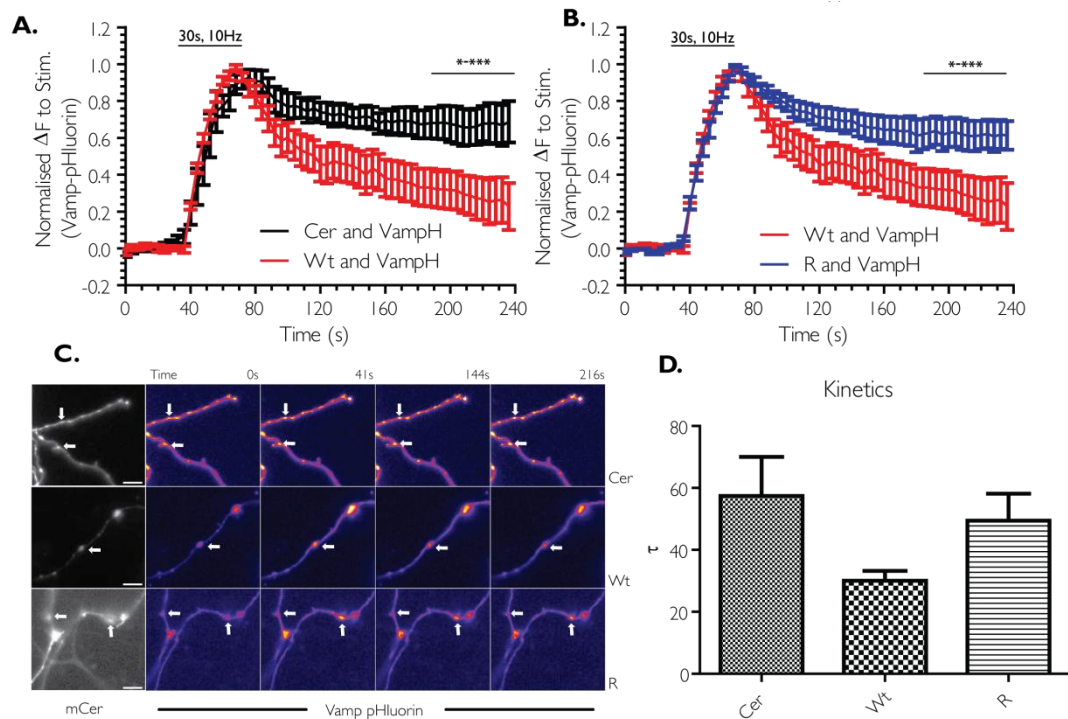 A.
30s, 10Hz
*-***
Normalised ΔF to Stim.
(Vamp-pHluorin)
1.2
1.0
0.8
0.6
0.4
0.2
0.0
-0.2
Cer and VampH
Wt and VampH
0 40 80 120 160 200 240
Time (s)
B.
30s, 10Hz
*-***
Normalised ΔF to Stim.
(Vamp-pHluorin)
1.2
1.0
0.8
0.6
0.4
0.2
0.0
-0.2
Wt and VampH
R and VampH
0 40 80 120 160 200 240
Time (s)
C.
Time 0s 41s 144s 216s
Cer
Wt
R
mCer Vamp pHluorin
D.
Kinetics
τ
80
60
40
20
0
Cer Wt R